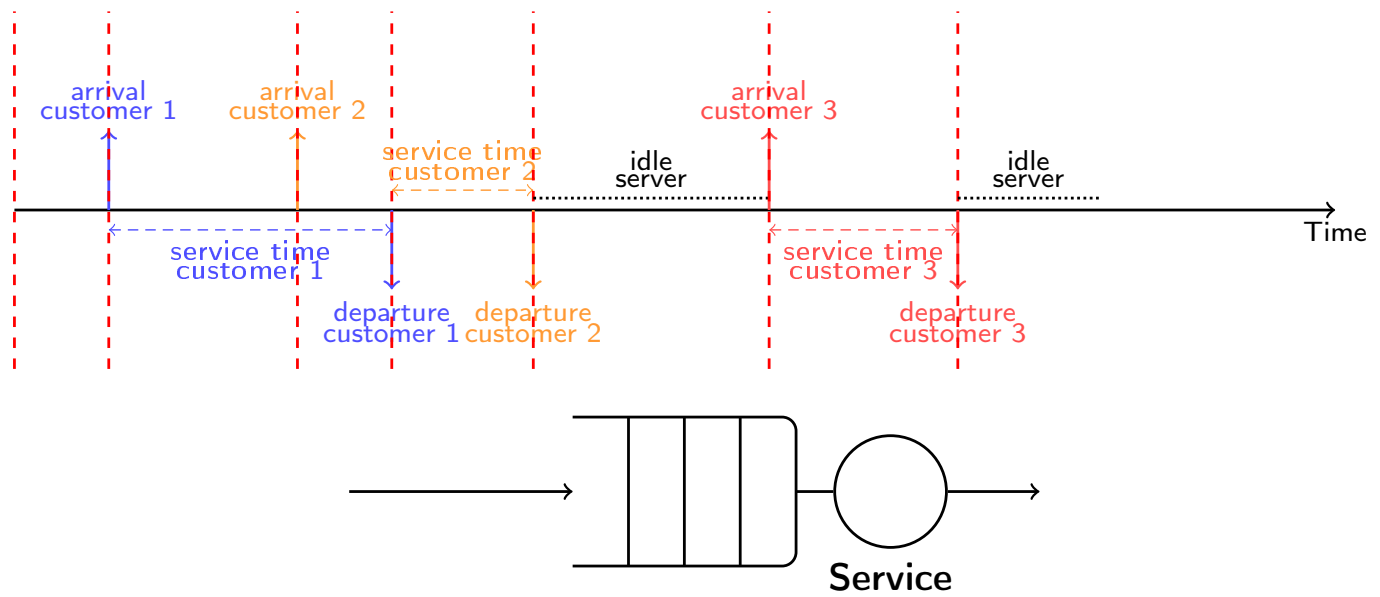 arrival
customer 1
arrival
customer 2
arrival
customer 3
service time
customer 2
idle
server
idle
server
Time
service time
customer 1
service time
customer 3
departure
customer 1
departure
customer 2
departure
customer 3
Service